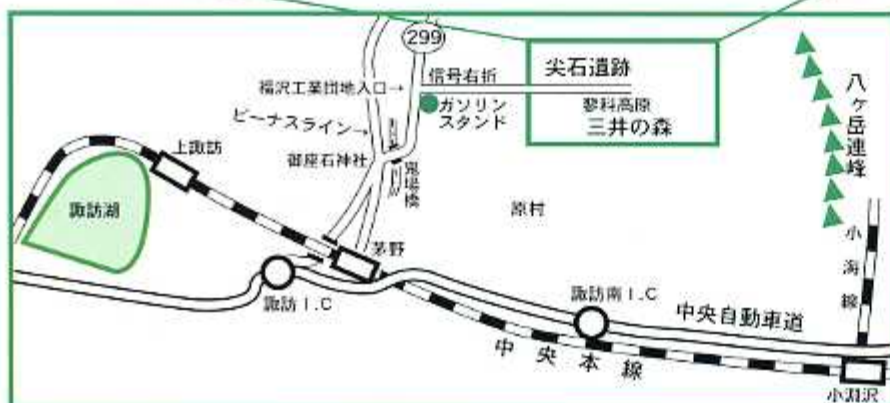 299
信号右折
尖石遺跡
福沢工業団地入口→
ガソリン
スタンド
蓼科高原
三井の森
八ヶ岳連峰
ビーナスライン→
上諏訪
御座石神社
鬼場橋
諏訪湖
原村
小海線
茅野
諏訪I.C
諏訪南I.C
中央自動車道
中央本線
小淵沢